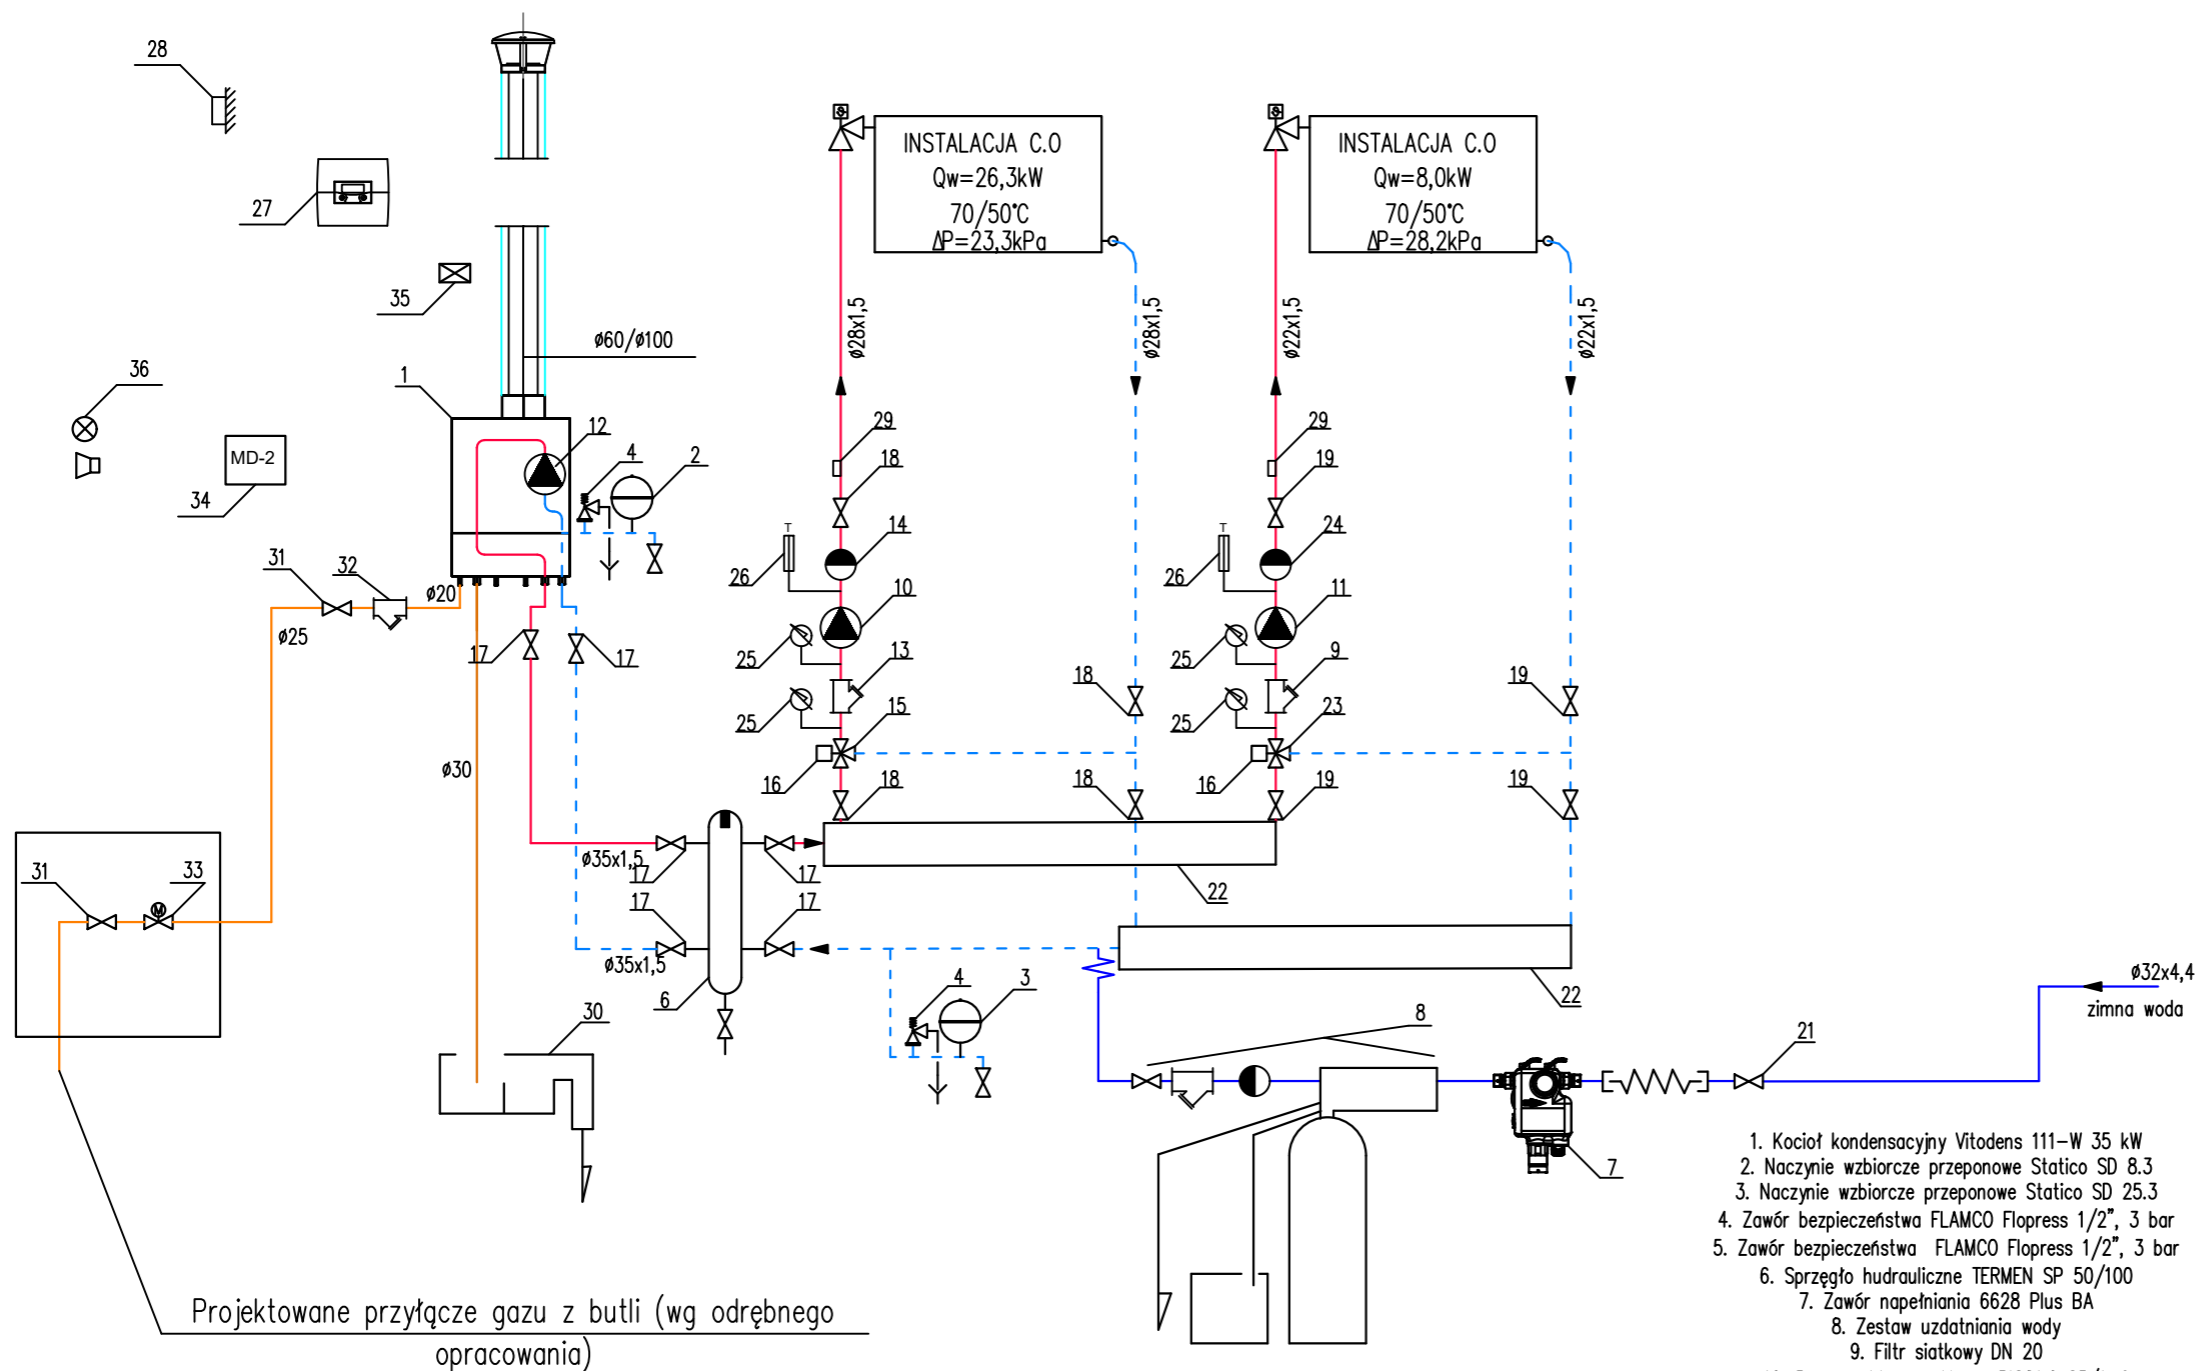 28
27
35
36
1
ø60/ø100
12
4
2
MD-2
34
31
32
ø20
ø25
17
17
ø30
31
33
30
Projektowane przyłącze gazu z butli (wg odrębnego
opracowania)
INSTALACJA C.O
Qw=26,3kW
70/50°C
ΔP=23,3kPa
INSTALACJA C.O
Qw=8,0kW
70/50°C
ΔP=28,2kPa
ø28x1,5
ø28x1,5
ø22x1,5
ø22x1,5
29
18
T
14
26
10
25
13
25
15
16
18
18
18
29
19
T
24
26
11
25
9
25
23
16
19
19
19
ø35x1,5
17
17
17
17
ø35x1,5
6
22
22
4
3
8
21
ø32x4,4
zimna woda
7
1. Kocioł kondensacyjny Vitodens 111-W 35 kW
2. Naczynie wzbiorcze przeponowe Statico SD 8.3
3. Naczynie wzbiorcze przeponowe Statico SD 25.3
4. Zawór bezpieczeństwa FLAMCO Flopress 1/2", 3 bar
5. Zawór bezpieczeństwa FLAMCO Flopress 1/2", 3 bar
6. Sprzęgło hydrauliczne TERMEN SP 50/100
7. Zawór napełniania 6628 Plus BA
8. Zestaw uzdatniania wody
9. Filtr siatkowy DN 20